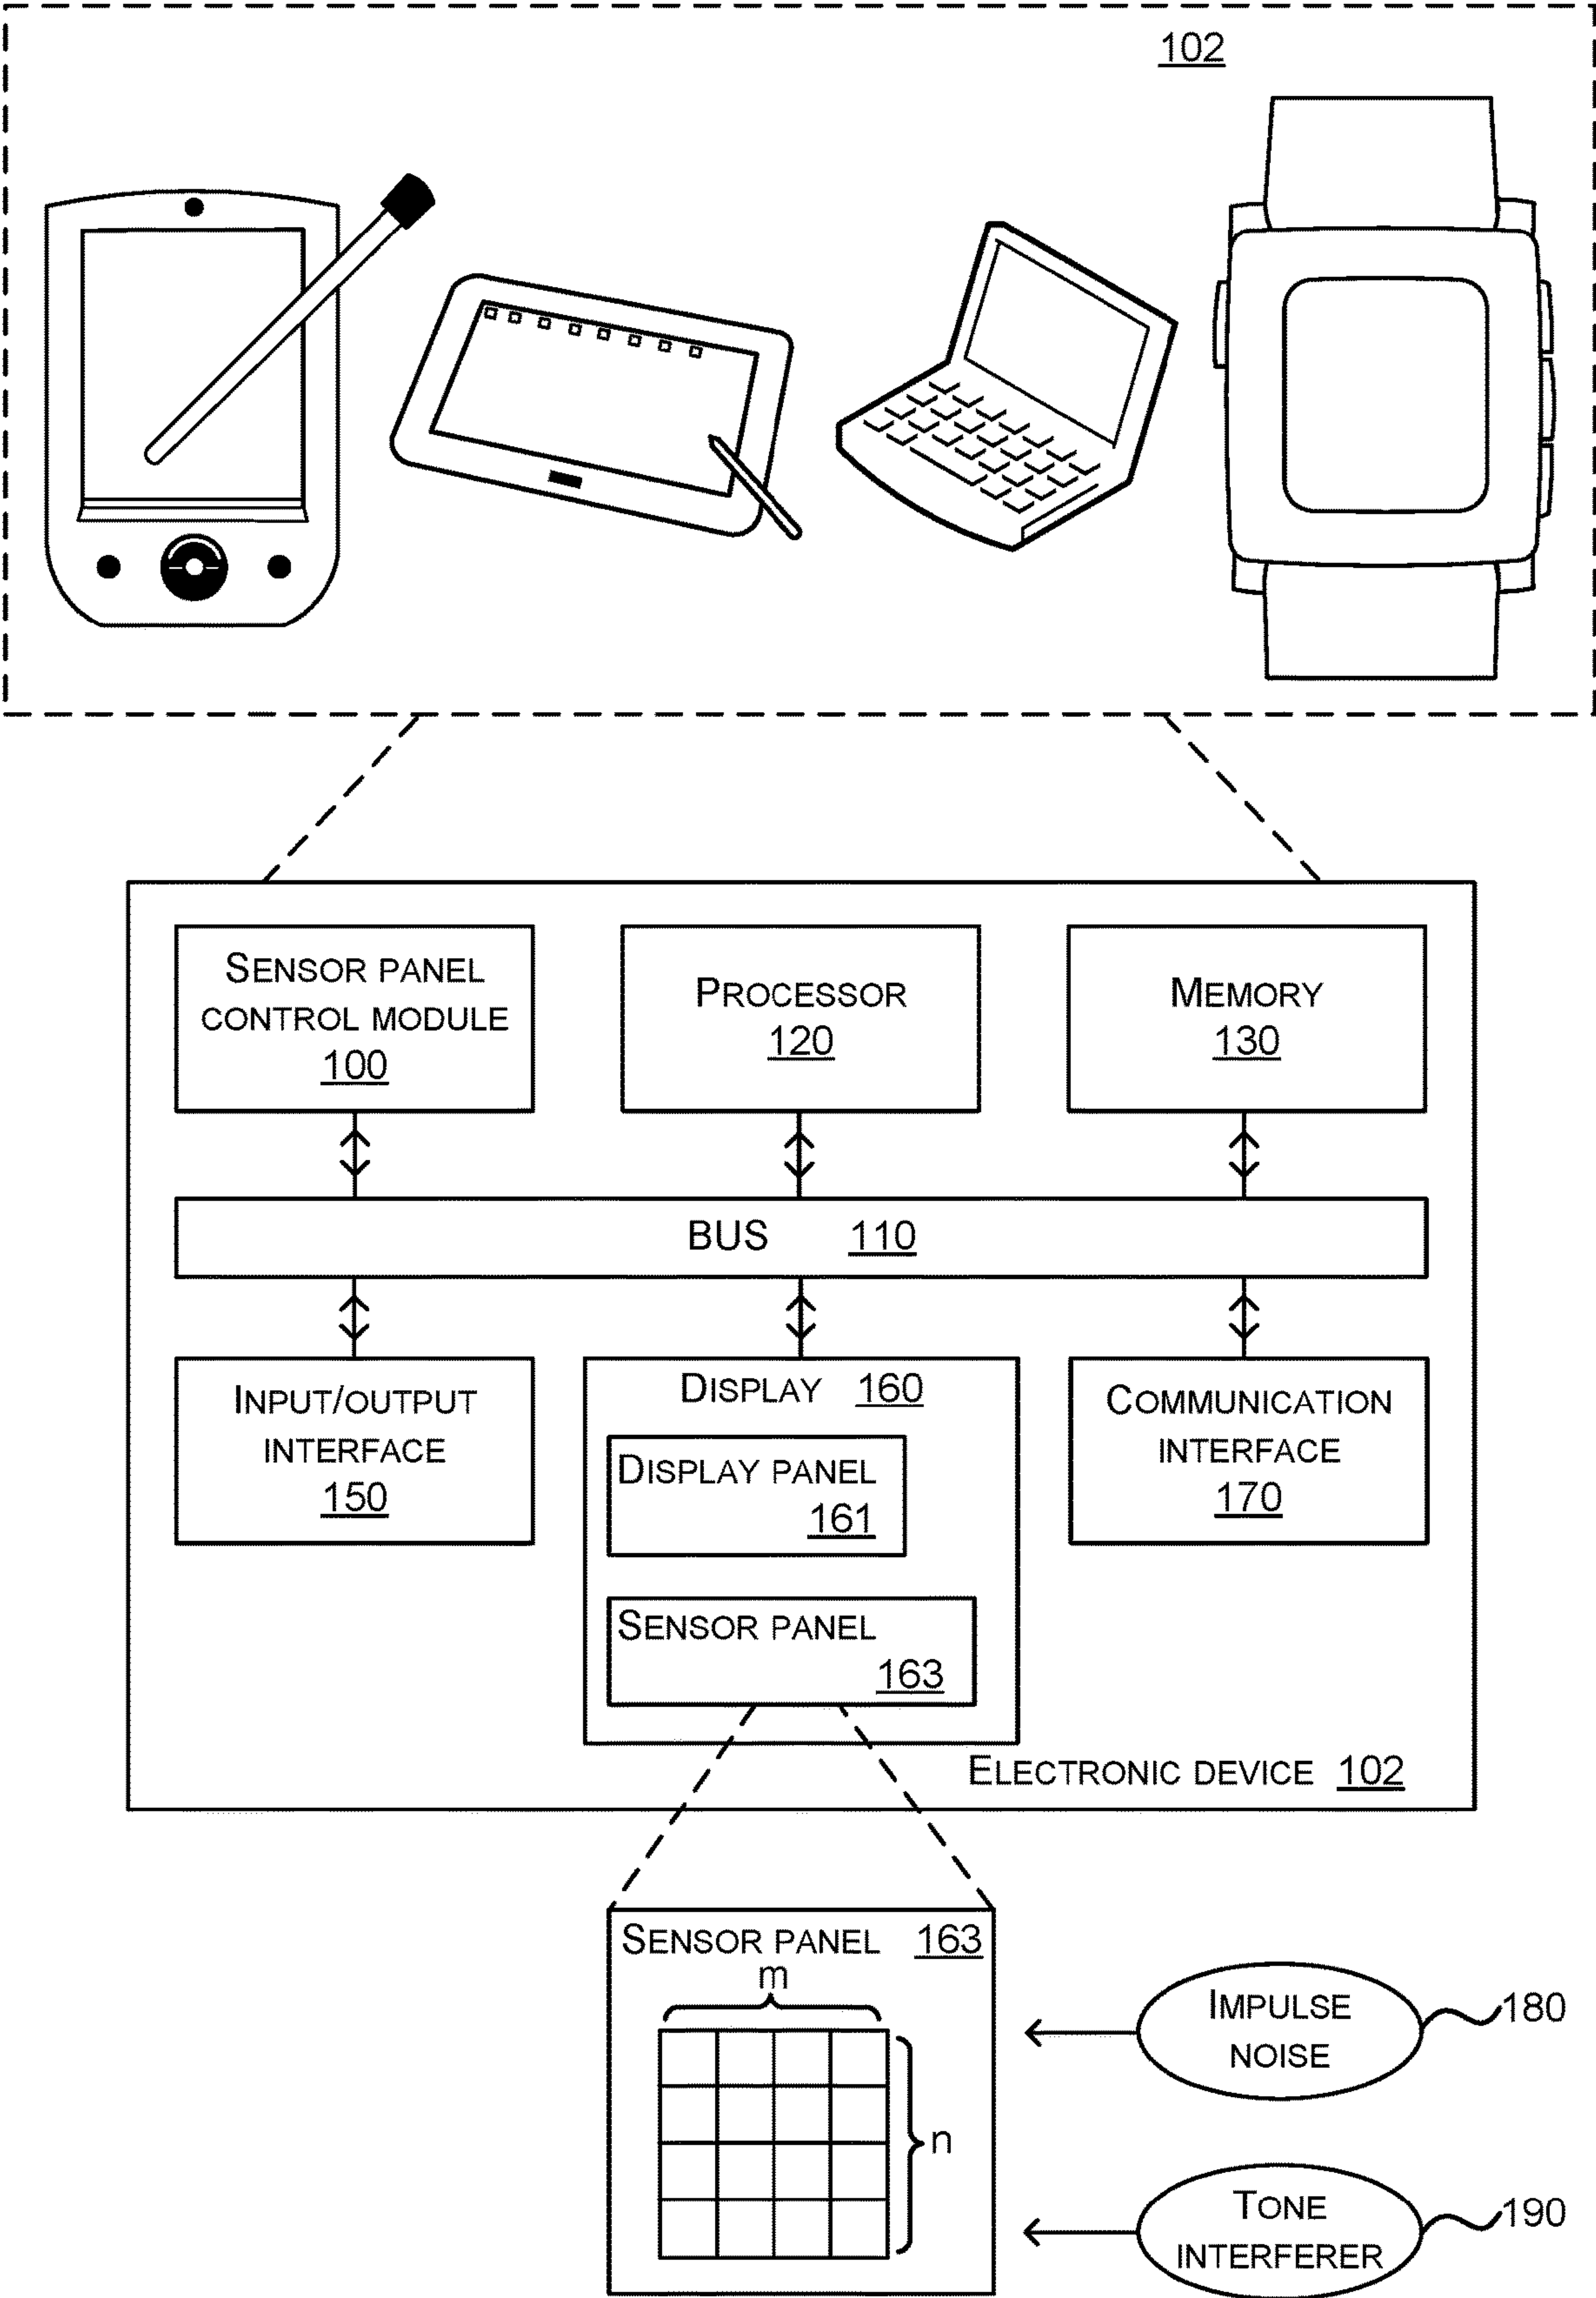 102
SENSOR PANEL
CONTROL MODULE
100
PROCESSOR
120
MEMORY
130
BUS 110
INPUT/OUTPUT
INTERFACE
150
DISPLAY 160
DISPLAY PANEL
161
SENSOR PANEL
163
COMMUNICATION
INTERFACE
170
ELECTRONIC DEVICE 102
SENSOR PANEL 163
m
n
IMPULSE
NOISE
180
TONE
INTERFERER
190